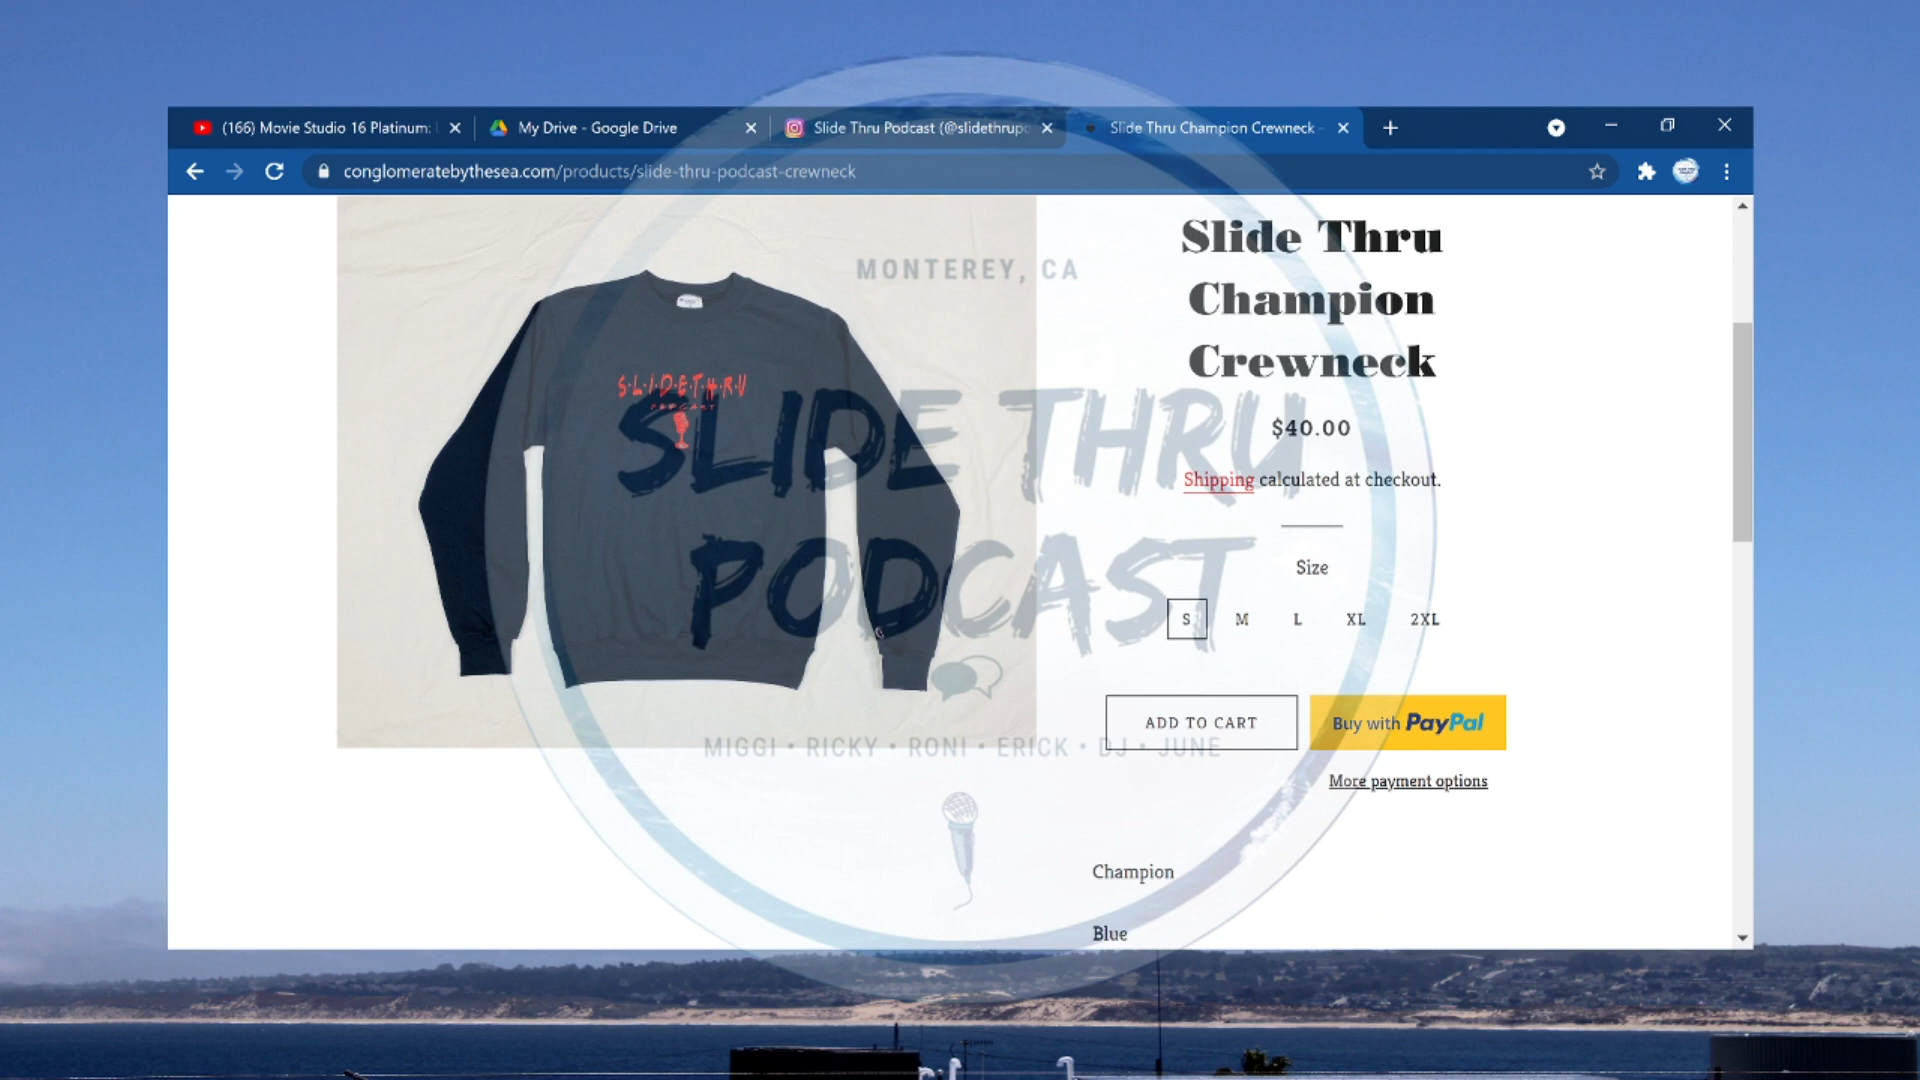 (166) Movie Studio 16 Platinum:
My Drive - Google Drive
Slide Thru Podcast (@slidethrupo
Slide Thru Champion Crewneck -
conglomeratebythesea.com/products/slide-thru-podcast-crewneck
MONTEREY, CA
S·L·I·D·E·T·H·R·U
PODCAST
SLIDE THRU
PODCAST
MIGGI • RICKY • RONI • ERICK • DJ • JUNE
Slide Thru
Champion
Crewneck
$40.00
Shipping calculated at checkout.
Size
S M L XL 2XL
ADD TO CART
Buy with PayPal
More payment options
Champion
Blue